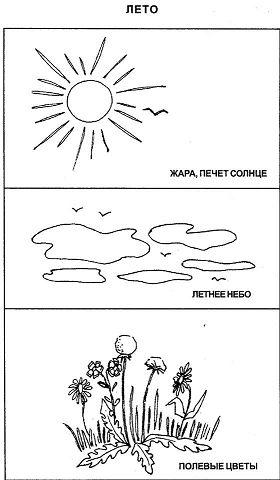 ЛЕТО
ЖАРА, ПЕЧЕТ СОЛНЦЕ
ЛЕТНЕЕ НЕБО
ПОЛЕВЫЕ ЦВЕТЫ